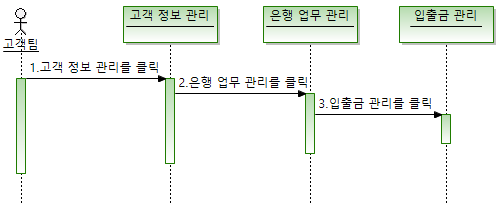 고객 정보 관리
은행 업무 관리
입출금 관리
고객팀
1.고객 정보 관리를 클릭
2.은행 업무 관리를 클릭
3.입출금 관리를 클릭